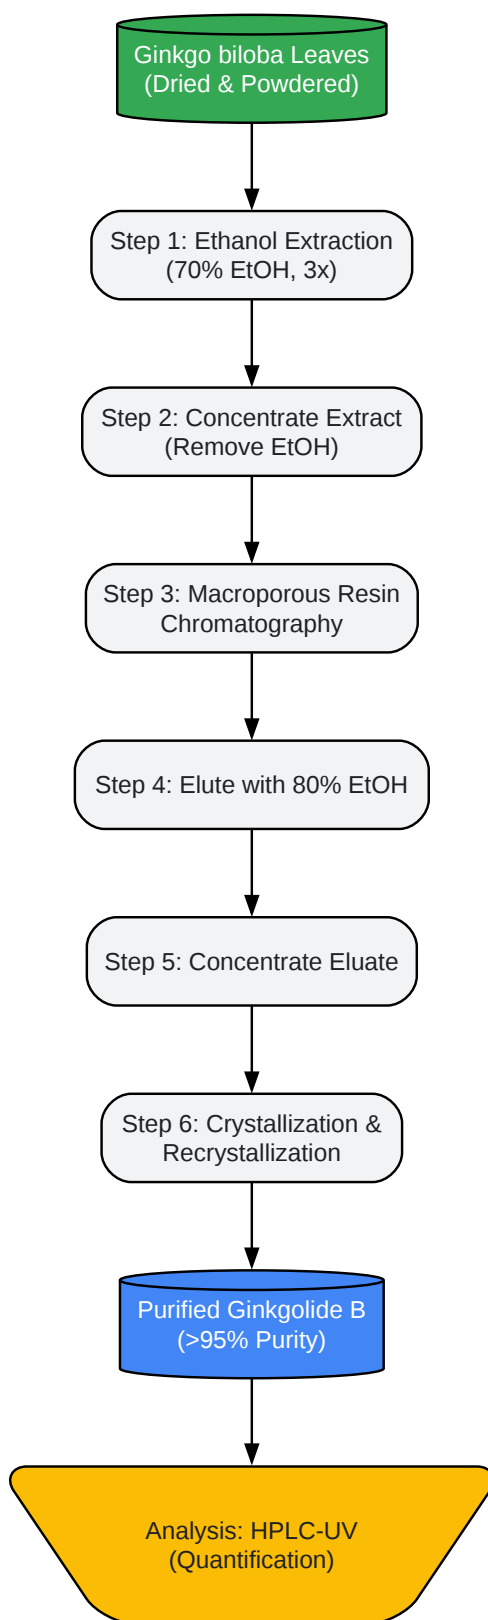 Ginkgo biloba Leaves
(Dried & Powdered)
Step 1: Ethanol Extraction
(70% EtOH, 3x)
Step 2: Concentrate Extract
(Remove EtOH)
Step 3: Macroporous Resin
Chromatography
Step 4: Elute with 80% EtOH
Step 5: Concentrate Eluate
Step 6: Crystallization &
Recrystallization
Purified Ginkgolide B
(>95% Purity)
Analysis: HPLC-UV
(Quantification)